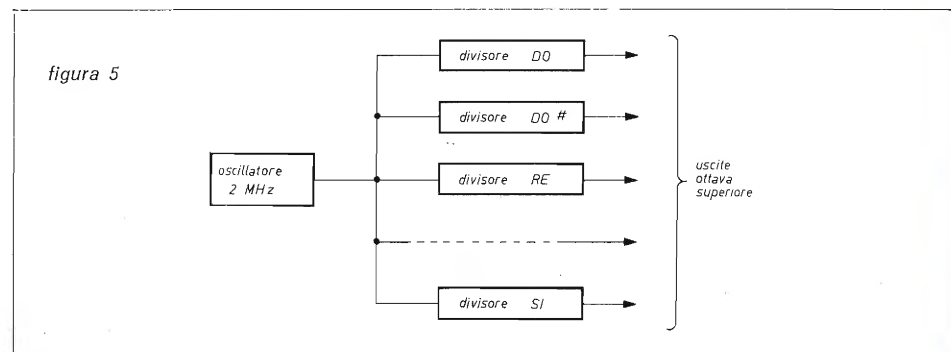 figura 5
divisore DO
divisore DO #
oscillatore
2 MHz
divisore RE
divisore SI
uscite
ottava
superiore